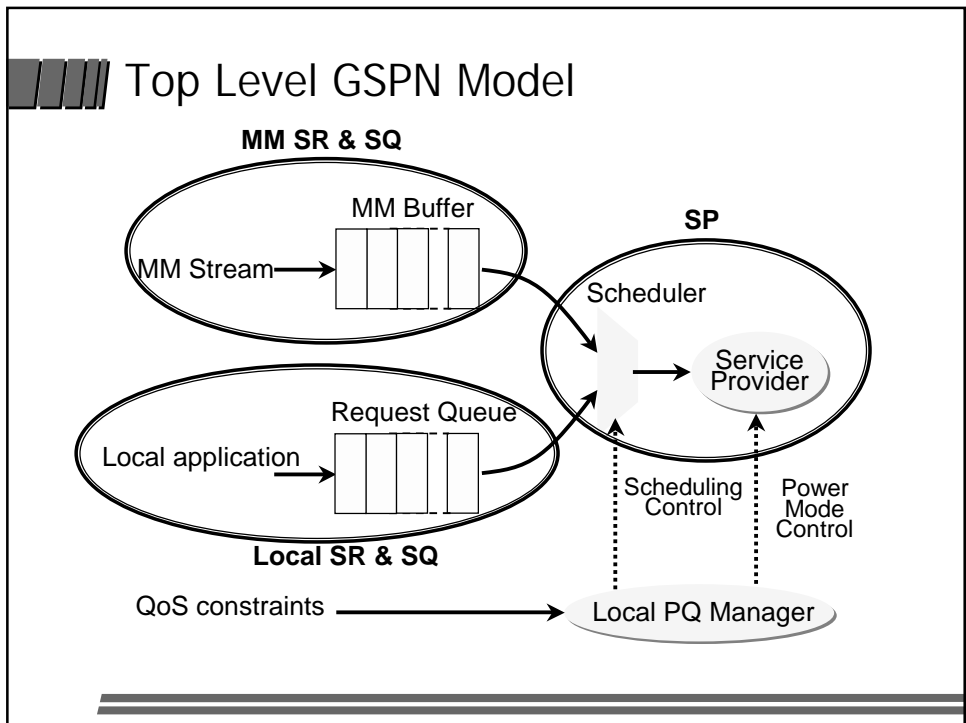 Top Level GSPN Model
MM SR & SQ
MM Buffer
MM Stream
SP
Scheduler
Service
Provider
Request Queue
Local application
Local SR & SQ
Scheduling
Control
Power
Mode
Control
QoS constraints
Local PQ Manager